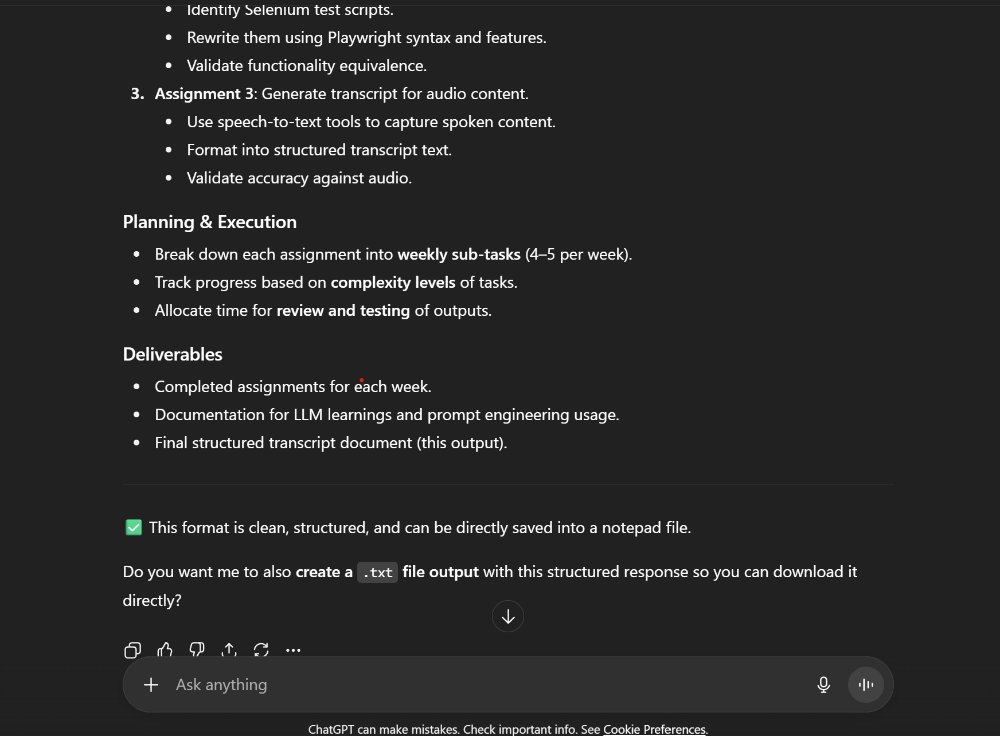 • Identify Selenium test scripts.
• Rewrite them using Playwright syntax and features.
• Validate functionality equivalence.
3. Assignment 3: Generate transcript for audio content.
• Use speech-to-text tools to capture spoken content.
• Format into structured transcript text.
• Validate accuracy against audio.
Planning & Execution
• Break down each assignment into weekly sub-tasks (4–5 per week).
• Track progress based on complexity levels of tasks.
• Allocate time for review and testing of outputs.
Deliverables
• Completed assignments for each week.
• Documentation for LLM learnings and prompt engineering usage.
• Final structured transcript document (this output).
✅ This format is clean, structured, and can be directly saved into a notepad file.
Do you want me to also create a .txt file output with this structured response so you can download it
directly?
Ask anything
ChatGPT can make mistakes. Check important info. See Cookie Preferences.